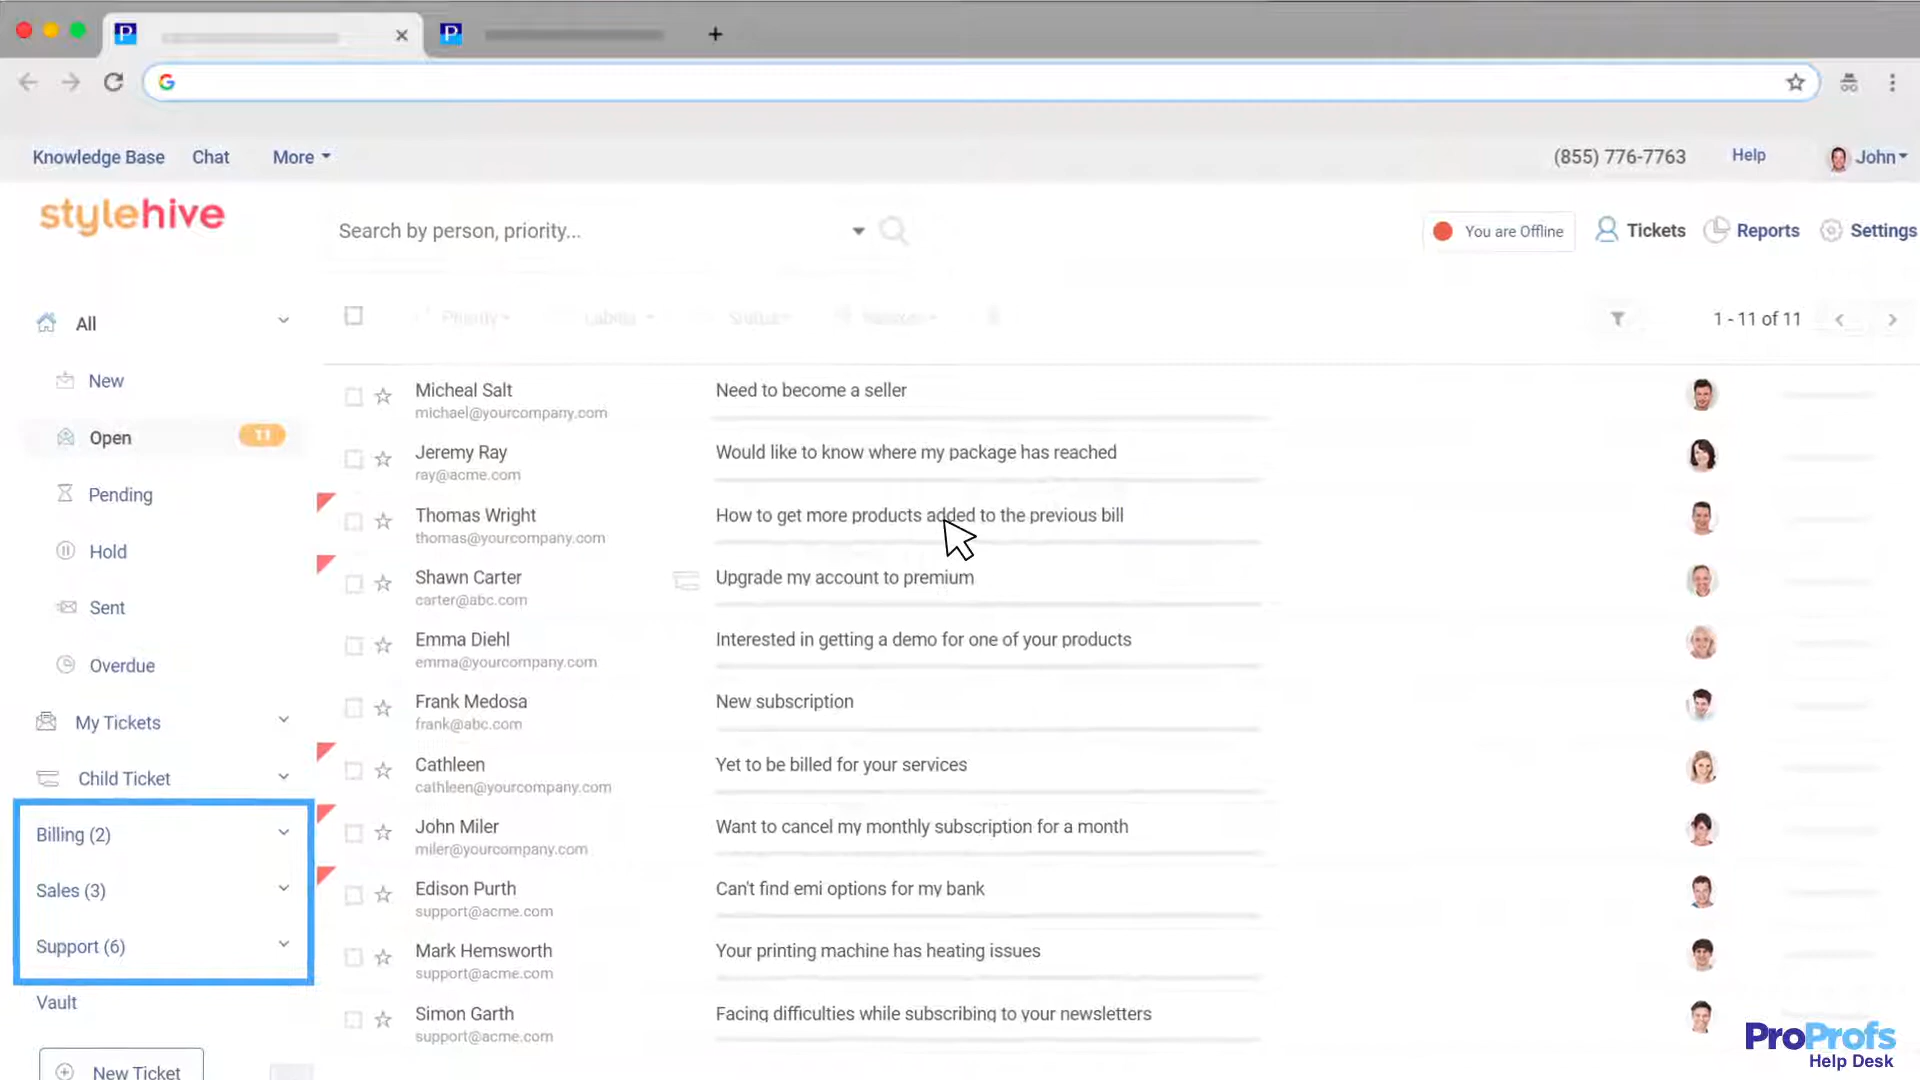 Knowledge Base Chat More (855) 776-7763 Help John
stylehive
Search by person, priority... You are Offline Tickets Reports Settings
All
Priority Labels Status 1 - 11 of 11
New
Open 11
Pending
Hold
Sent
Overdue
My Tickets
Child Ticket
Billing (2)
Sales (3)
Support (6)
Vault
New Ticket
Micheal Salt Need to become a seller
michael@yourcompany.com
Jeremy Ray Would like to know where my package has reached
ray@acme.com
Thomas Wright How to get more products added to the previous bill
thomas@yourcompany.com
Shawn Carter Upgrade my account to premium
carter@abc.com
Emma Diehl Interested in getting a demo for one of your products
emma@yourcompany.com
Frank Medosa New subscription
frank@abc.com
Cathleen Yet to be billed for your services
cathleen@yourcompany.com
John Miler Want to cancel my monthly subscription for a month
miler@yourcompany.com
Edison Purth Can't find emi options for my bank
support@acme.com
Mark Hemsworth Your printing machine has heating issues
support@acme.com
Simon Garth Facing difficulties while subscribing to your newsletters
support@acme.com
ProProfs
Help Desk